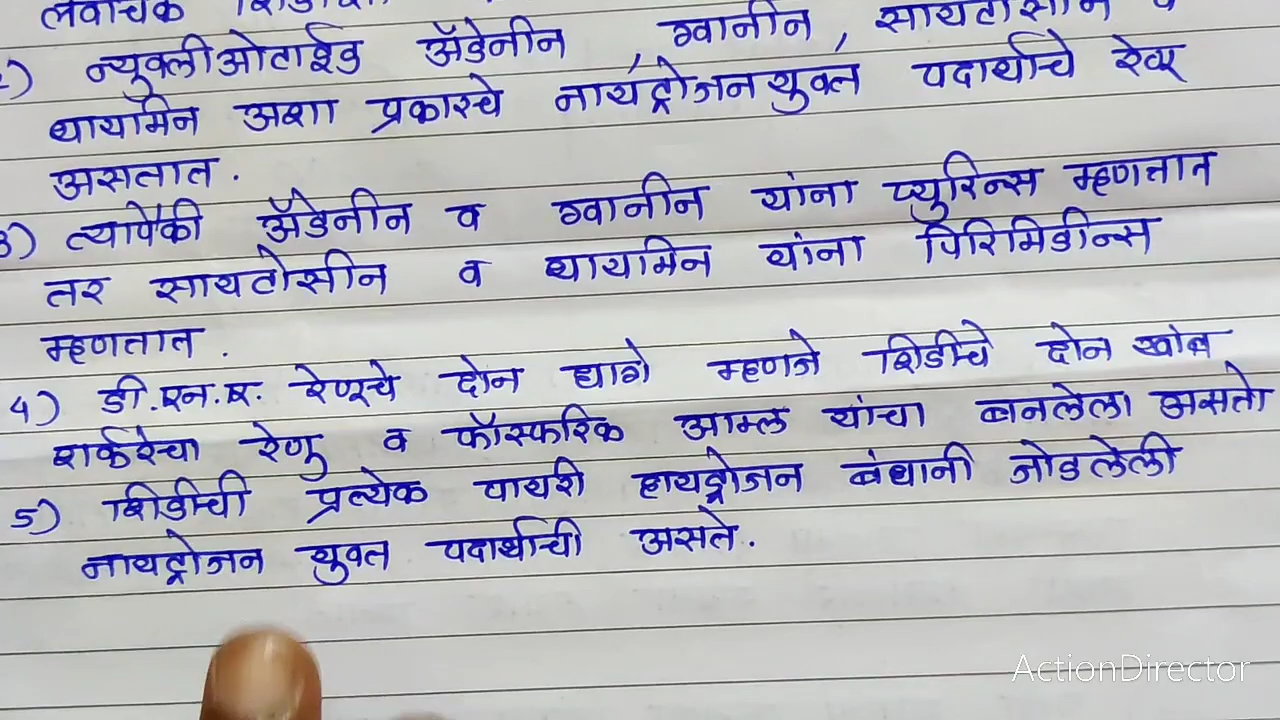 लवचिक
2) न्युक्लीओटाईड ॲडेनीन , ग्वानीन , सायटोसीन व
थायामिन अशा प्रकारचे नायट्रोजनयुक्त पदार्थाचे रेणू
असतात .
3) त्यापैकी ॲडेनीन व ग्वानीन यांना प्युरिन्स म्हणतात
तर सायटोसीन व थायामिन यांना पिरिमिडीन्स
म्हणतात .
4) डी.एन.ए. रेणूचे दोन धागे म्हणजे शिडीचे दोन खांब
शर्करेचा रेणु व फॉस्फरिक आम्ल यांचा बनलेला असतो
5) शिडीची प्रत्येक पायरी हायड्रोजन बंधानी जोडलेली
नायट्रोजन युक्त पदार्थाची असते.
ActionDirector